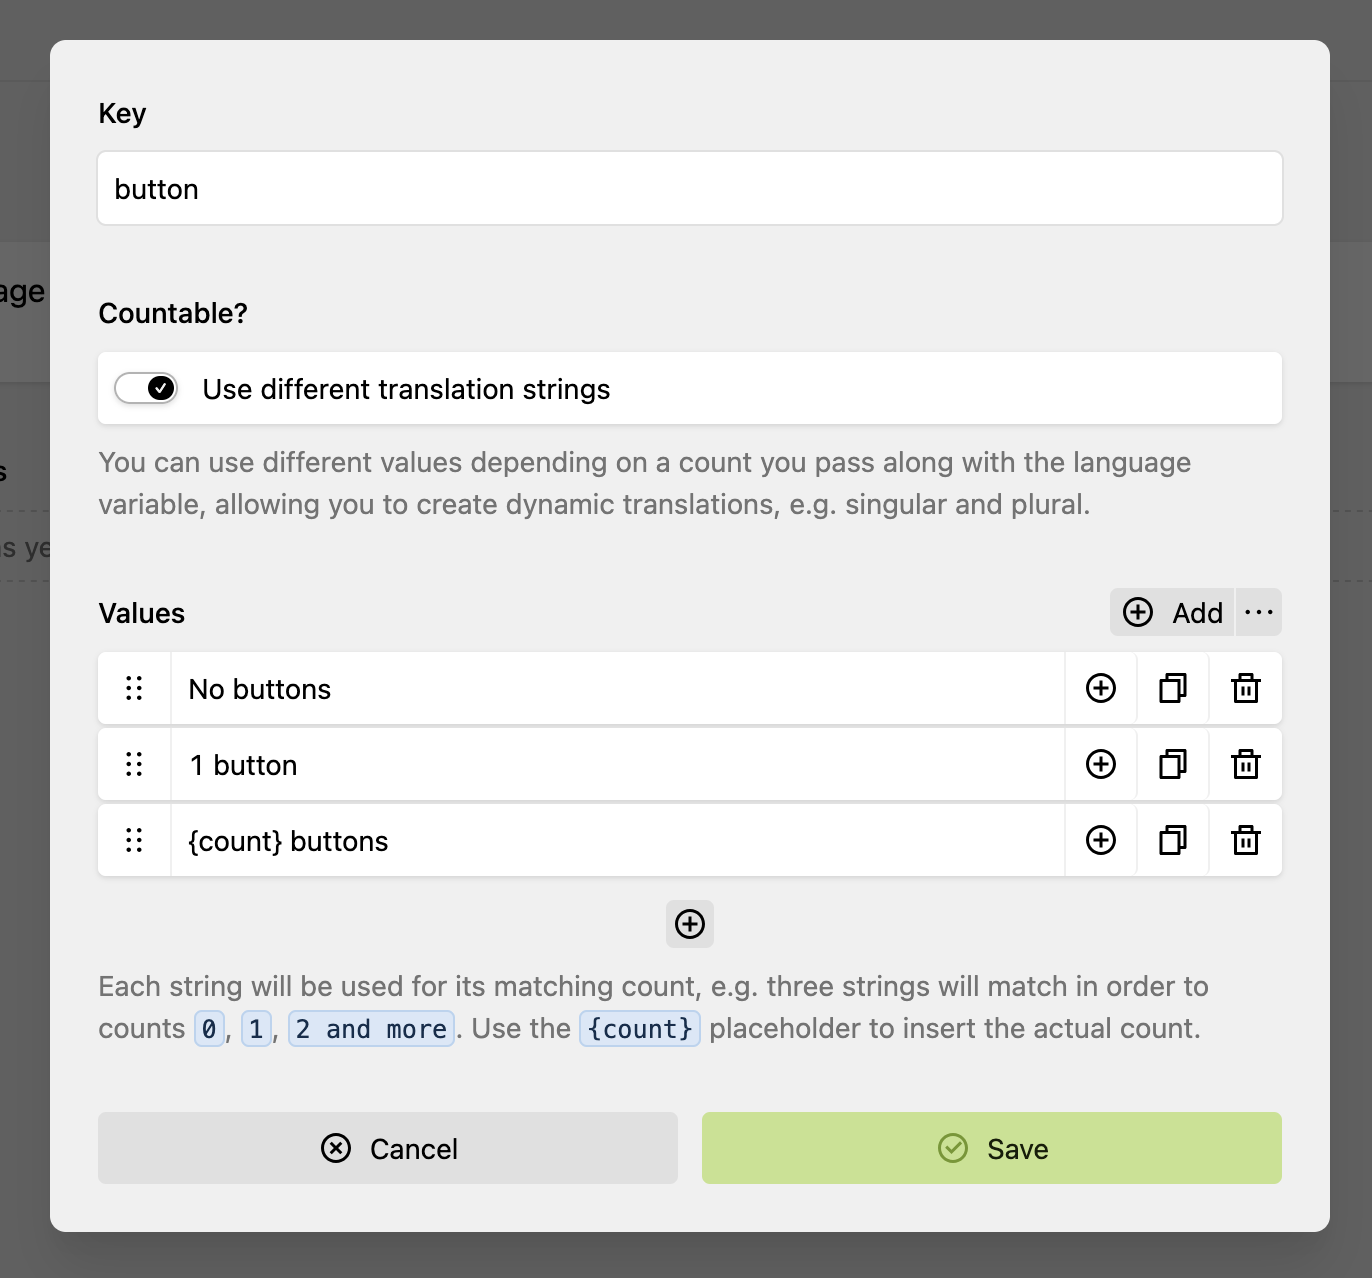 Key
button
age
Countable?
Use different translation strings
You can use different values depending on a count you pass along with the language
variable, allowing you to create dynamic translations, e.g. singular and plural.
s
s ye
Values
Add
No buttons
1 button
{count} buttons
Each string will be used for its matching count, e.g. three strings will match in order to
counts 0, 1, 2 and more. Use the {count} placeholder to insert the actual count.
Cancel
Save